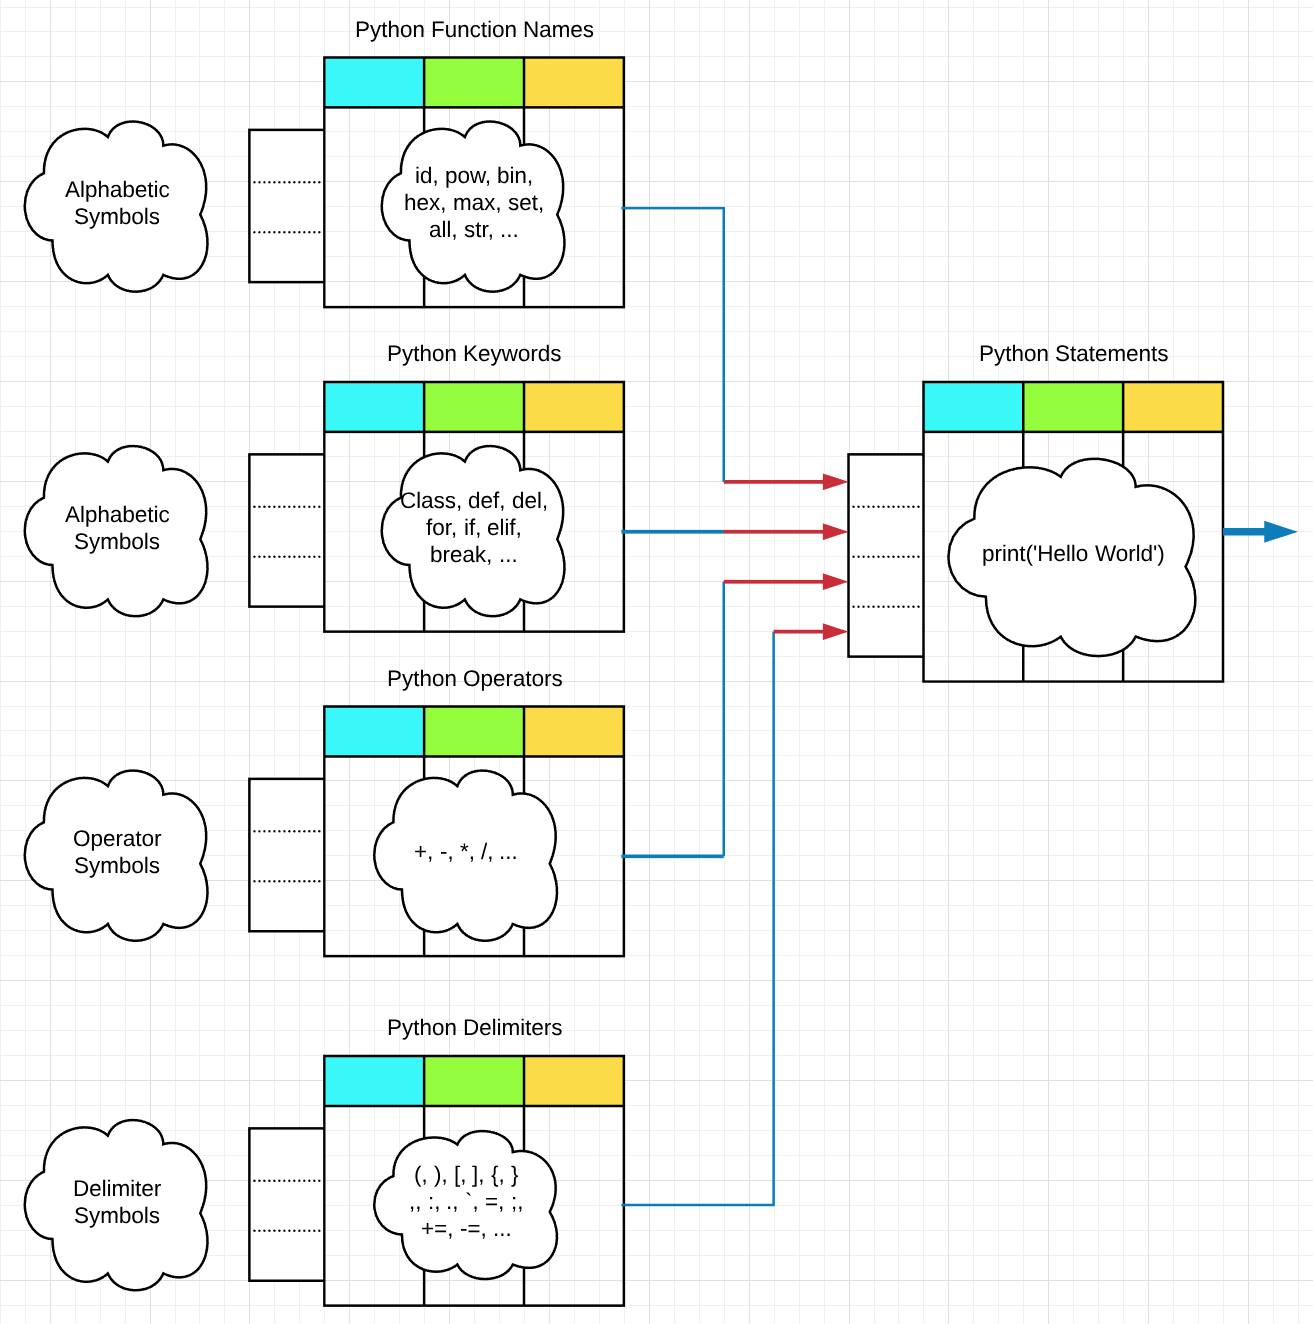 Python Function Names
Alphabetic
Symbols
id, pow, bin,
hex, max, set,
all, str, ...
Python Keywords
Alphabetic
Symbols
Class, def, del,
for, if, elif,
break, ...
Python Statements
print('Hello World')
Python Operators
Operator
Symbols
+, -, *, /, ...
Python Delimiters
Delimiter
Symbols
(, ), [, ], {, }
,, :, ., `, =, ;,
+=, -=, ...